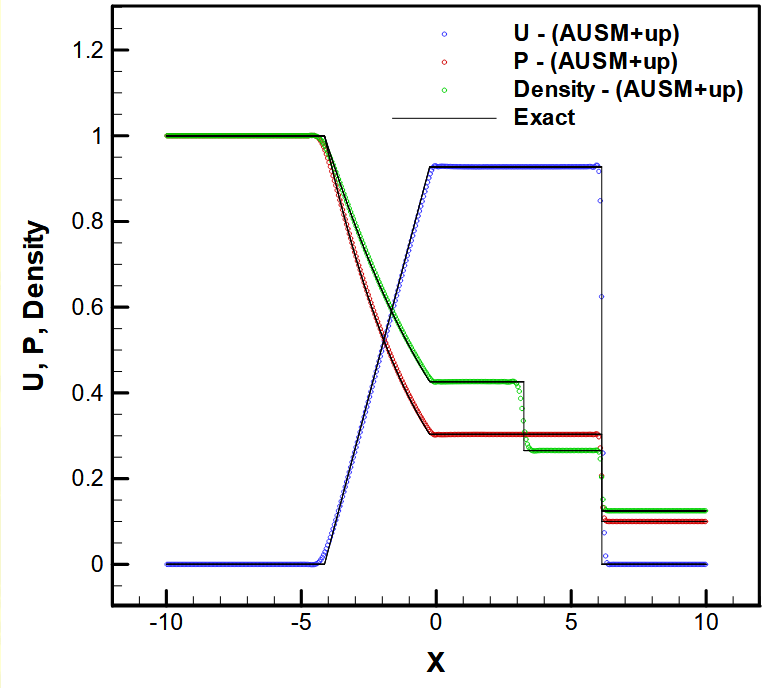 U - (AUSM+up)
P - (AUSM+up)
Density - (AUSM+up)
Exact
1.2
1
0.8
0.6
0.4
0.2
0
U, P, Density
-10
-5
0
5
10
X